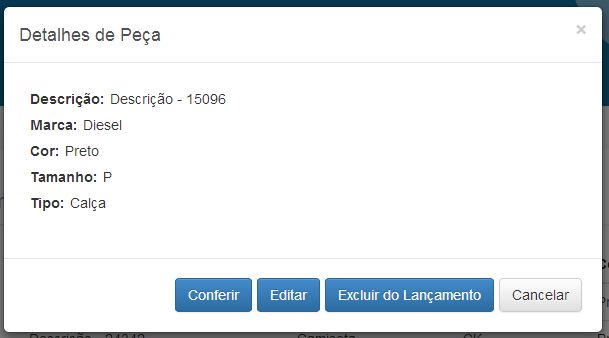 Detalhes de Peça
×
Descrição: Descrição - 15096
Marca: Diesel
Cor: Preto
Tamanho: P
Tipo: Calça
Conferir Editar Excluir do Lançamento Cancelar